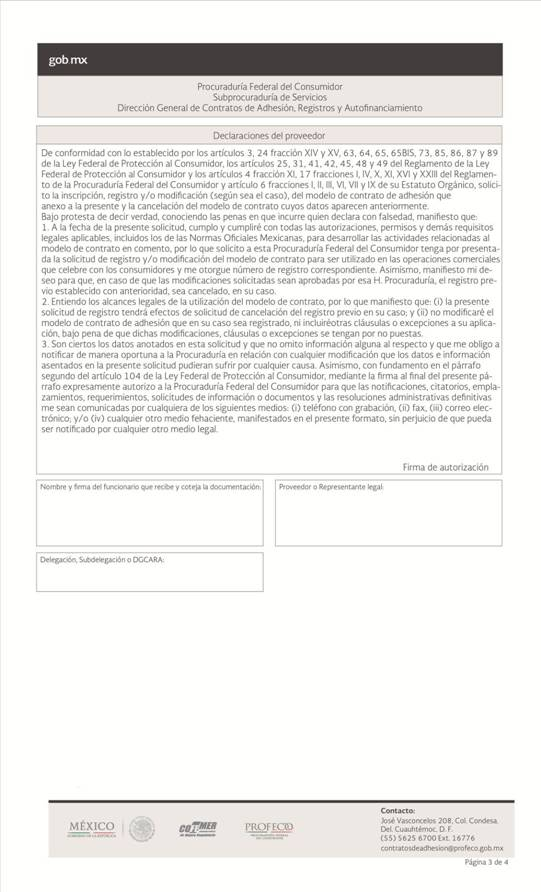 gob mx
Procuraduría Federal del Consumidor
Subprocuraduría de Servicios
Dirección General de Contratos de Adhesión, Registros y Autofinanciamiento
Declaraciones del proveedor
De conformidad con lo establecido por los artículos 3, 24 fracción XIV y XV, 63, 64, 65, 65BIS, 73, 85, 86, 87 y 89
de la Ley Federal de Protección al Consumidor, los artículos 25, 31, 41, 42, 45, 48 y 49 del Reglamento de la Ley
Federal de Protección al Consumidor y los artículos 4 fracción XI, 17 fracciones I, IV, X, XI, XVI y XXIII del Reglamen-
to de la Procuraduría Federal del Consumidor y artículo 6 fracciones I, II, III, VI, VII y IX de su Estatuto Orgánico, solici-
to la inscripción, registro y/o modificación (según sea el caso), del modelo de contrato de adhesión que
anexo a la presente y la cancelación del modelo de contrato cuyos datos aparecen anteriormente.
Bajo protesta de decir verdad, conociendo las penas en que incurre quien declara con falsedad, manifiesto que:
1. A la fecha de la presente solicitud, cumplo y cumpliré con todas las autorizaciones, permisos y demás requisitos
legales aplicables, incluidos los de las Normas Oficiales Mexicanas, para desarrollar las actividades relacionadas al
modelo de contrato en comento, por lo que solicito a esta Procuraduría Federal del Consumidor tenga por presenta-
da la solicitud de registro y/o modificación del modelo de contrato para ser utilizado en las operaciones comerciales
que celebre con los consumidores y me otorgue número de registro correspondiente. Asimismo, manifiesto mi de-
seo para que, en caso de que las modificaciones solicitadas sean aprobadas por esa H. Procuraduría, el registro pre-
vio establecido con anterioridad, sea cancelado, en su caso.
2. Entiendo los alcances legales de la utilización del modelo de contrato, por lo que manifiesto que: (i) la presente
solicitud de registro tendrá efectos de solicitud de cancelación del registro previo en su caso; y (ii) no modificaré el
modelo de contrato de adhesión que en su caso sea registrado, ni incluiréotras cláusulas o excepciones a su aplica-
ción, bajo pena de que dichas modificaciones, cláusulas o excepciones se tengan por no puestas.
3. Son ciertos los datos anotados en esta solicitud y que no omito información alguna al respecto y que me obligo a
notificar de manera oportuna a la Procuraduría en relación con cualquier modificación que los datos e información
asentados en la presente solicitud pudieran sufrir por cualquier causa. Asimismo, con fundamento en el párrafo
segundo del artículo 104 de la Ley Federal de Protección al Consumidor, mediante la firma al final del presente pá-
rrafo expresamente autorizo a la Procuraduría Federal del Consumidor para que las notificaciones, citatorios, empla-
zamientos, requerimientos, solicitudes de información o documentos y las resoluciones administrativas definitivas
me sean comunicadas por cualquiera de los siguientes medios: (i) teléfono con grabación, (ii) fax, (iii) correo elec-
trónico; y/o (iv) cualquier otro medio fehaciente, manifestados en el presente formato, sin perjuicio de que pueda
ser notificado por cualquier otro medio legal.
Firma de autorización
Nombre y firma del funcionario que recibe y coteja la documentación:
Proveedor o Representante legal:
Delegación, Subdelegación o DGCARA:
MÉXICO
GOBIERNO DE LA REPÚBLICA
COFEMER
PROFECO
PROCURADURÍA FEDERAL
DEL CONSUMIDOR
Contacto:
José Vasconcelos 208, Col. Condesa,
Del. Cuauhtémoc, D. F.
(55) 5625 6700 Ext. 16776
contratosdeadhesion@profeco.gob.mx
Página 3 de 4